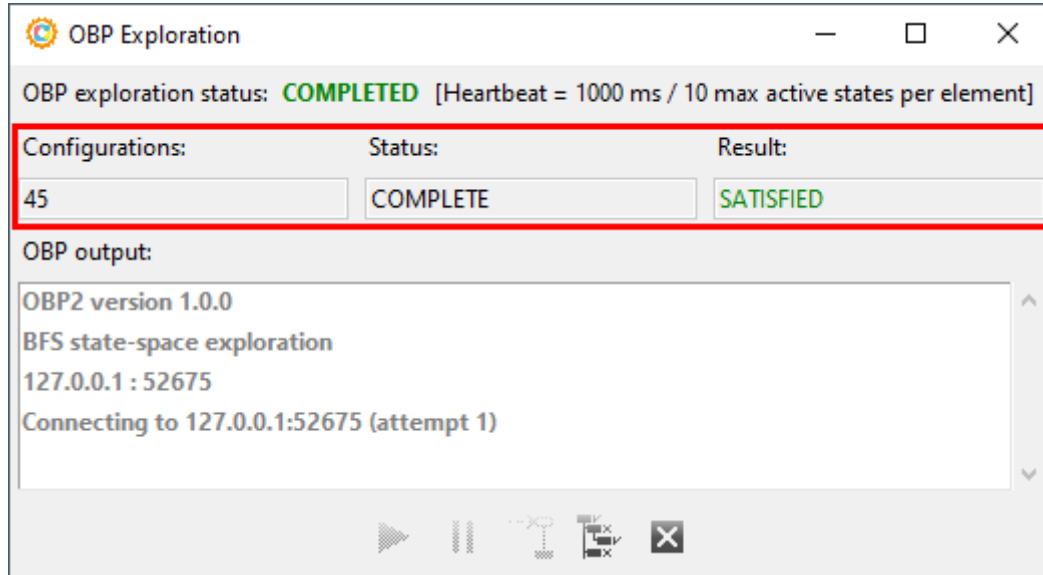 OBP Exploration
OBP exploration status: COMPLETED [Heartbeat = 1000 ms / 10 max active states per element]
Configurations: Status: Result:
45 COMPLETE SATISFIED
OBP output:
OBP2 version 1.0.0
BFS state-space exploration
127.0.0.1 : 52675
Connecting to 127.0.0.1:52675 (attempt 1)